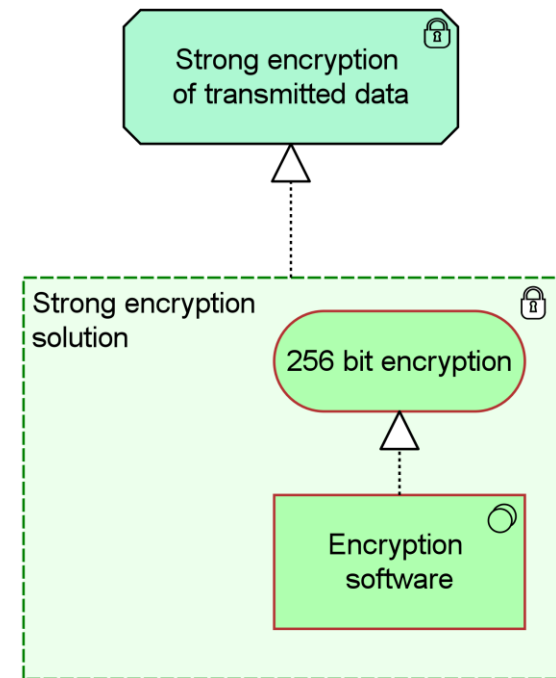 Strong encryption
of transmitted data
Strong encryption
solution
256 bit encryption
Encryption
software